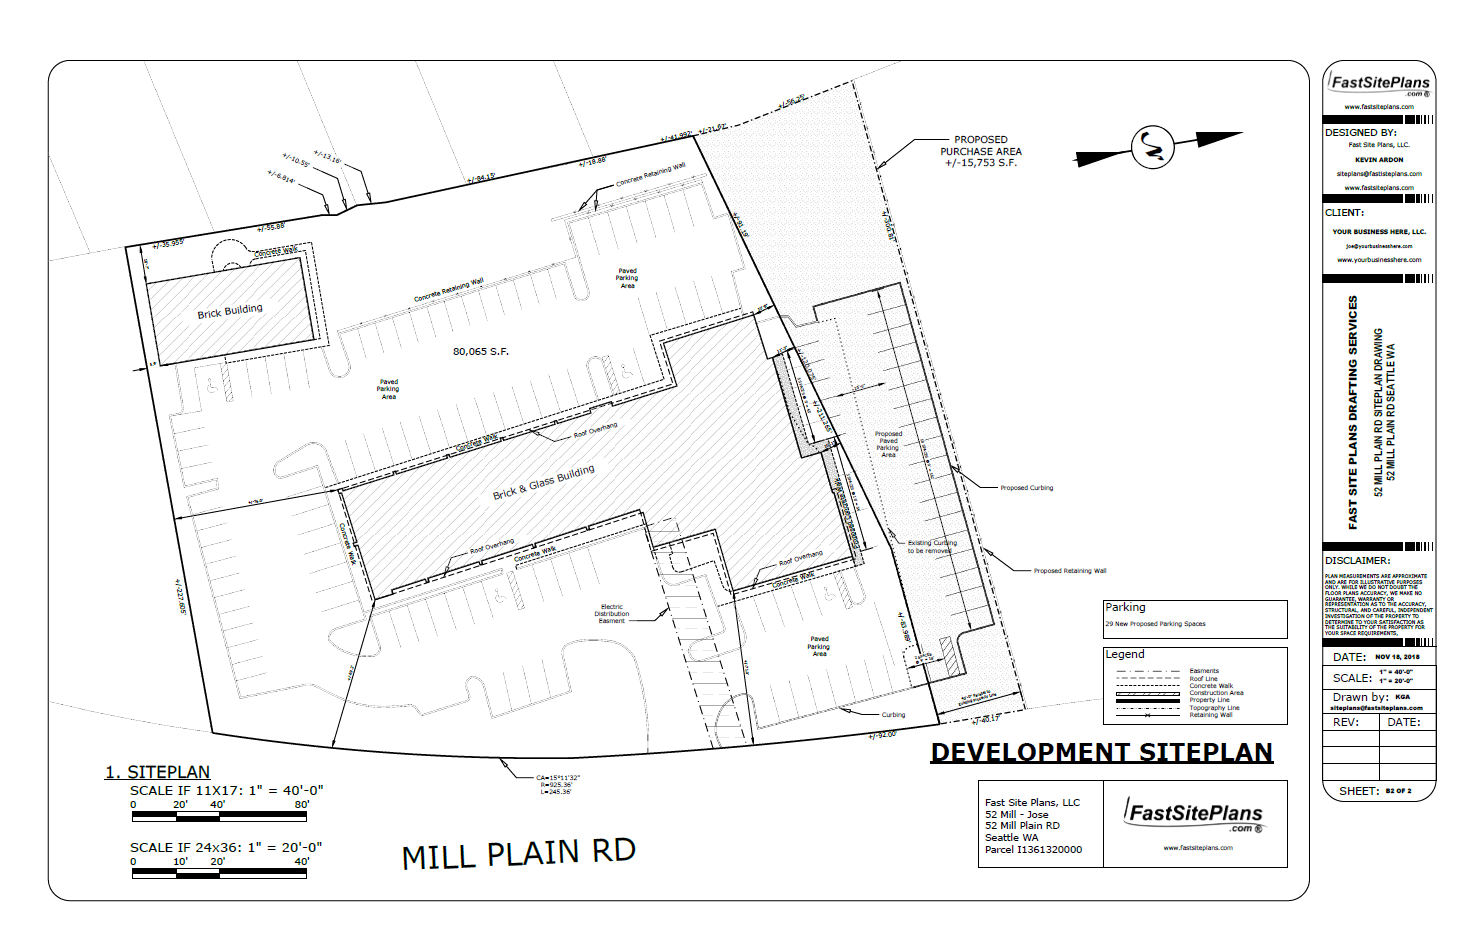 +/-56.25'
+/-21.67'
+/-41.992'
+/-18.88'
+/-84.15'
+/-13.16'
+/-10.55'
+/-6.814'
+/-55.88'
+/-35.955'
PROPOSED
PURCHASE AREA
+/-15,753 S.F.
Concrete Retaining Wall
+/-91.19'
Concrete Walk
Paved
Parking
Area
Concrete Retaining Wall
Brick Building
80,065 S.F.
Paved
Parking
Area
Roof Overhang
Concrete Walk
Brick & Glass Building
+/-211.265'
Proposed
Paved
Parking
Area
Proposed Curbing
Concrete Walk
Roof Overhang
Concrete Walk
Roof Overhang
Concrete Walk
Existing Curbing
to be removed
Proposed Retaining Wall
+/-227.805'
Electric
Distribution
Easment
+/-83.989'
Paved
Parking
Area
Curbing
+/-92.00'
+/-40.17'
CA=15°11'32"
R=925.36'
L=245.36'
Parking
29 New Proposed Parking Spaces
Legend
Easments
Roof Line
Concrete Walk
Construction Area
Property Line
Topography Line
Retaining Wall
DEVELOPMENT SITEPLAN
1. SITEPLAN
SCALE IF 11X17: 1" = 40'-0"
0 20' 40' 80'
SCALE IF 24x36: 1" = 20'-0"
0 10' 20' 40'
MILL PLAIN RD
Fast Site Plans, LLC
52 Mill - Jose
52 Mill Plain RD
Seattle WA
Parcel I1361320000
FastSitePlans
.com ®
www.fastsiteplans.com
FastSitePlans
.com ®
www.fastsiteplans.com
DESIGNED BY:
Fast Site Plans, LLC.
KEVIN ARDON
siteplans@fastisteplans.com
www.fastsiteplans.com
CLIENT:
YOUR BUSINESS HERE, LLC.
joe@yourbusinesshere.com
www.yourbusinesshere.com
FAST SITE PLANS DRAFTING SERVICES
52 MILL PLAIN RD SITEPLAN DRAWING
52 MILL PLAIN RD SEATTLE WA
DISCLAIMER:
PLAN MEASUREMENTS ARE APPROXIMATE
AND ARE FOR ILLUSTRATIVE PURPOSES
ONLY. WHILE WE DO NOT DOUBT THE
FLOOR PLANS ACCURACY, WE MAKE NO
GUARANTEE, WARRANTY OR
REPRESENTATION AS TO THE ACCURACY,
STRUCTURAL, AND CAREFUL, INDEPENDENT
INVESTIGATION OF THE PROPERTY TO
DETERMINE TO YOUR SATISFACTION AS
THE SUITABILITY OF THE PROPERTY FOR
YOUR SPACE REQUIREMENTS,
DATE: NOV 18, 2018
SCALE: 1" = 40'-0"
1" = 20'-0"
Drawn by: KGA
siteplans@fastsiteplans.com
REV: DATE:
SHEET: B2 OF 2